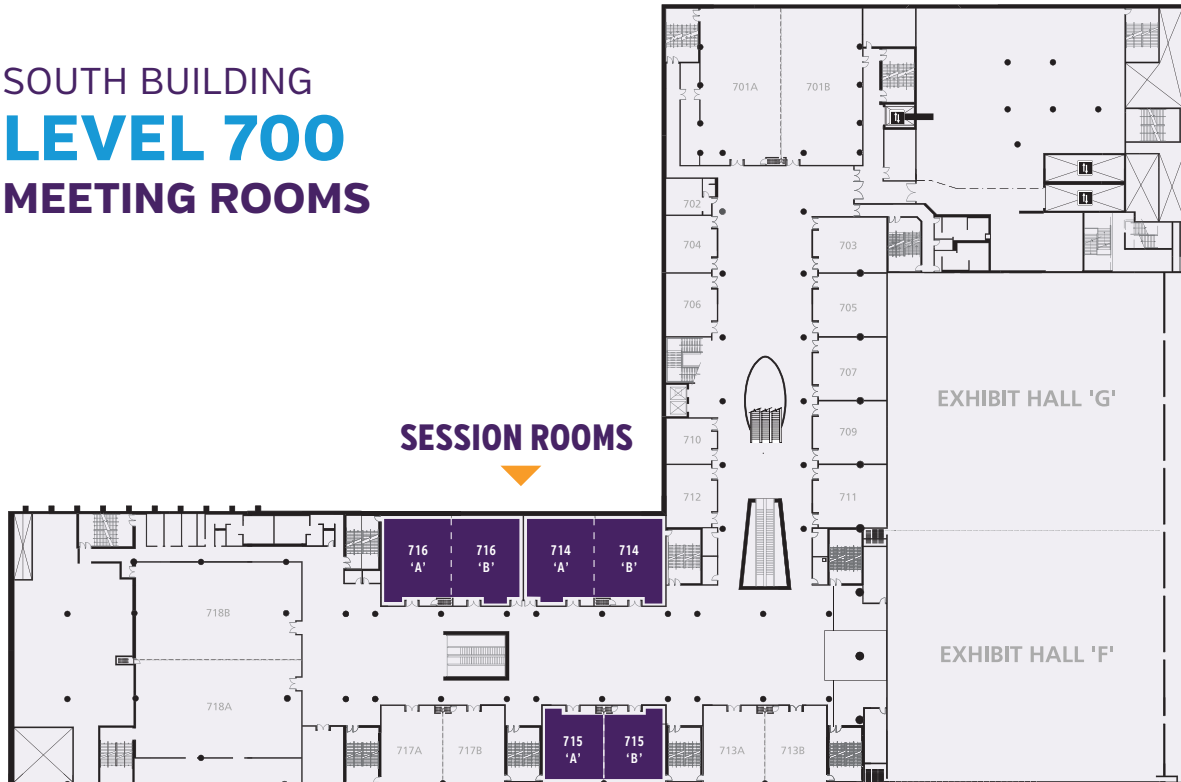 SOUTH BUILDING
LEVEL 700
MEETING ROOMS
701A
701B
702
704
703
706
705
707
EXHIBIT HALL 'G'
710
709
SESSION ROOMS
712
711
716
'A'
716
'B'
714
'A'
714
'B'
718B
EXHIBIT HALL 'F'
718A
717A
717B
715
'A'
715
'B'
713A
713B